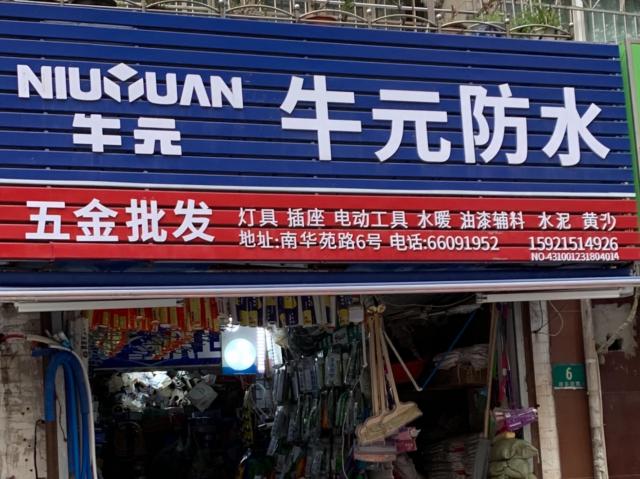 NIUYUAN
牛元
牛元防水
五金批发
灯具 插座 电动工具 水暖 油漆辅料 水泥 黄沙
地址:南华苑路6号 电话:66091952 15921514926
NO-431001231804014
6